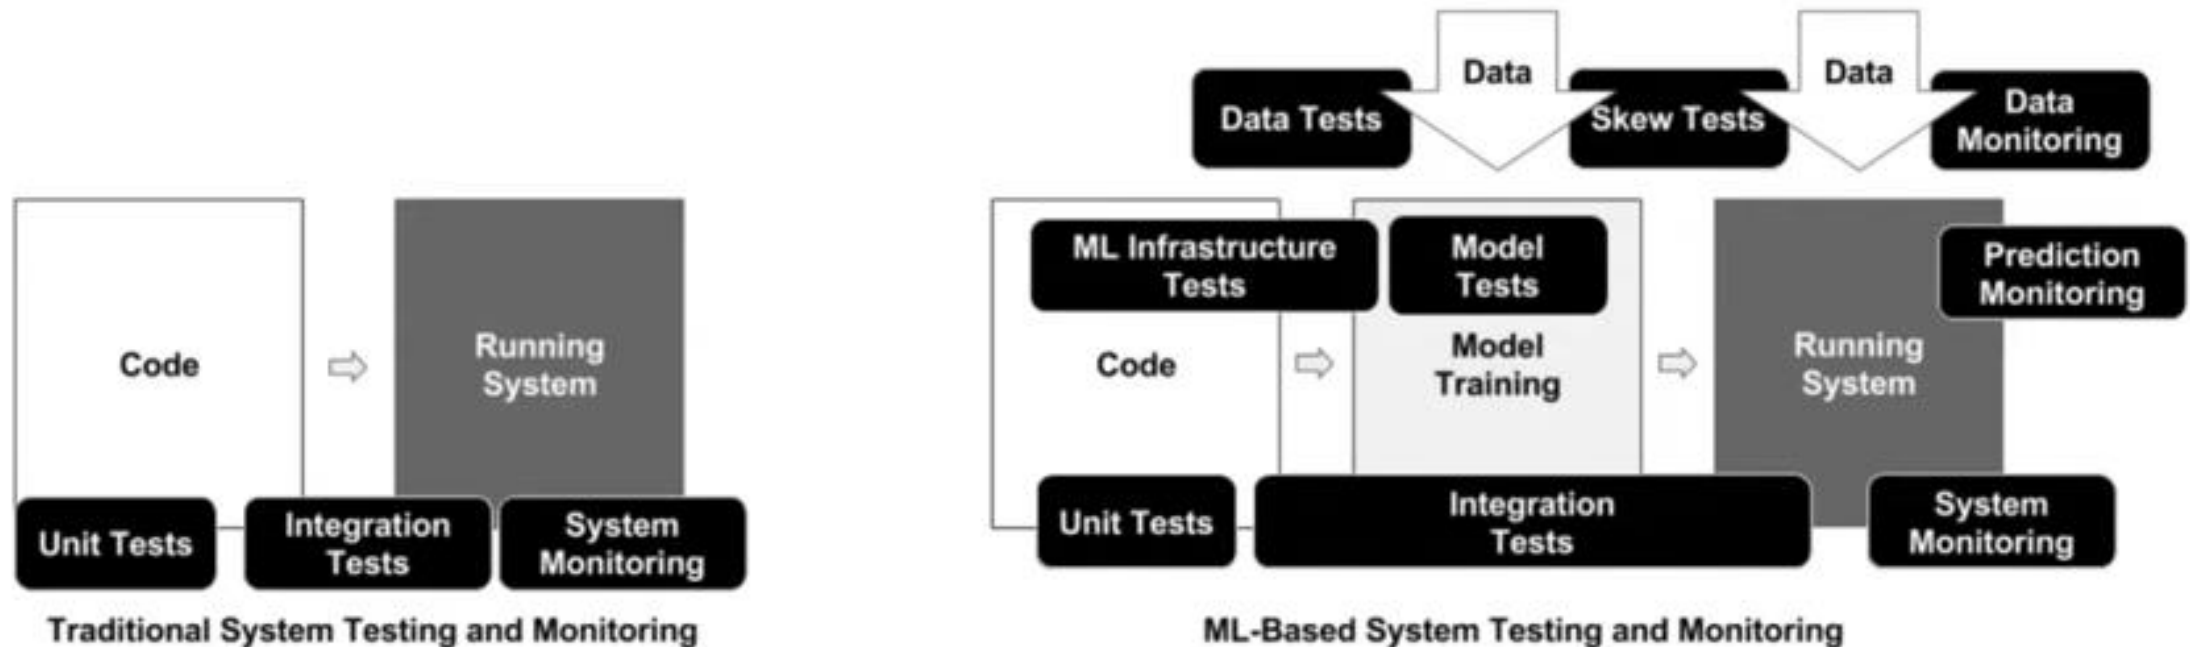 Code
Running
System
Unit Tests
Integration
Tests
System
Monitoring
Traditional System Testing and Monitoring
Data
Data
Data Tests
Skew Tests
Data
Monitoring
ML Infrastructure
Tests
Model
Tests
Prediction
Monitoring
Code
Model
Training
Running
System
Unit Tests
Integration
Tests
System
Monitoring
ML-Based System Testing and Monitoring